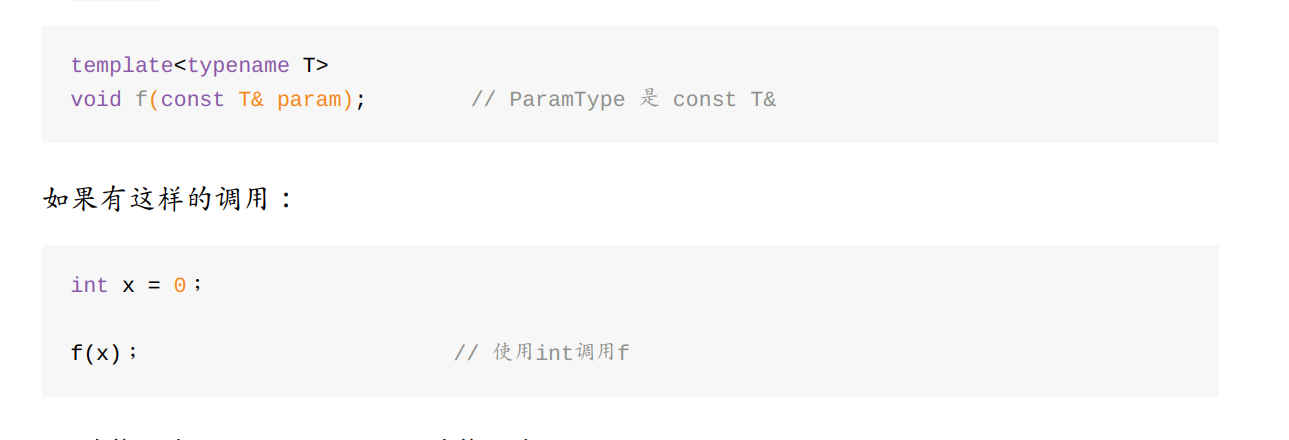 template<typename T>
void f(const T& param);        // ParamType 是 const T&
如果有这样的调用：
int x = 0；
f(x)；                         // 使用int调用f